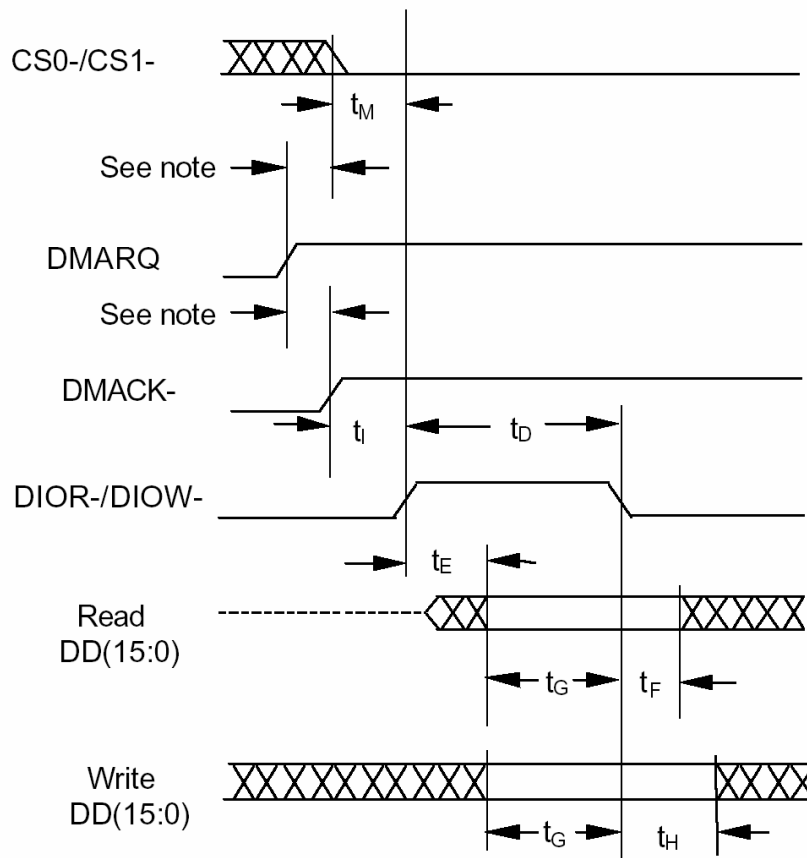 CS0-/CS1-
tM
See note
DMARQ
See note
DMACK-
tI
tD
DIOR-/DIOW-
tE
Read
DD(15:0)
tG
tF
Write
DD(15:0)
tG
tH